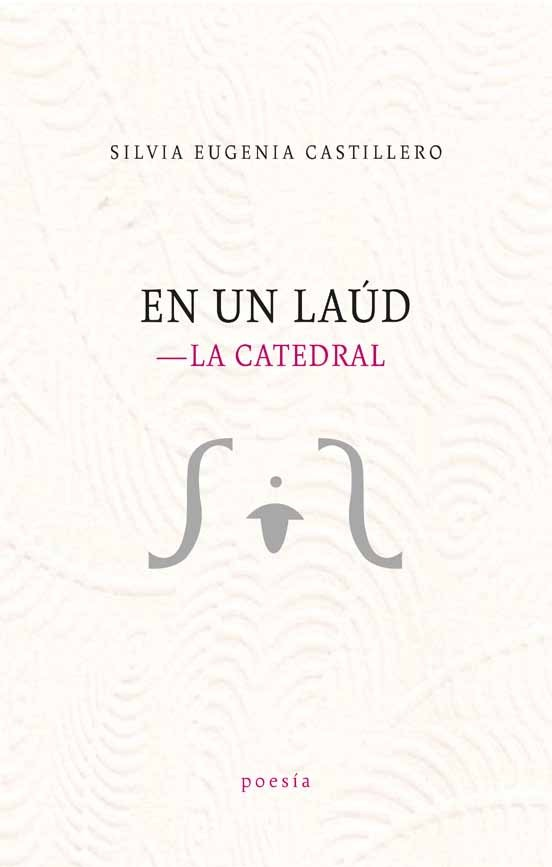 SILVIA EUGENIA CASTILLERO
EN UN LAÚD
—LA CATEDRAL
poesía